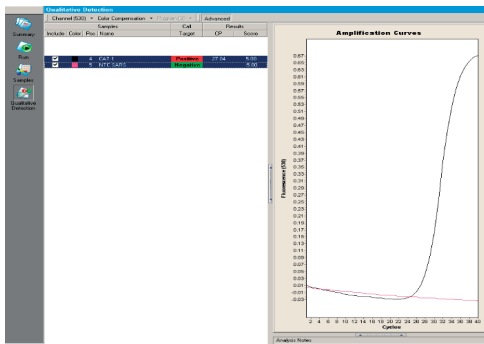 Qualitative Detection
Channel (530) Color Compensation Program (all) Advanced
Samples Call Results
Include Color Pos Name Target CP Score
4 CAT-1 Positive 27.04 5.00
5 NTC SARS Negative -5.00
Summary
Run
Samples
Qualitative
Detection
Amplification Curves
Fluorescence (530)
0.67
0.65
0.63
0.61
0.59
0.57
0.55
0.53
0.51
0.49
0.47
0.45
0.43
0.41
0.39
0.37
0.35
0.33
0.31
0.29
0.27
0.25
0.23
0.21
0.19
0.17
0.15
0.13
0.11
0.09
0.07
0.05
0.03
0.01
-0.01
-0.03
2 4 6 8 10 12 14 16 18 20 22 24 26 28 30 32 34 36 38 40
Cycles
Analysis Notes